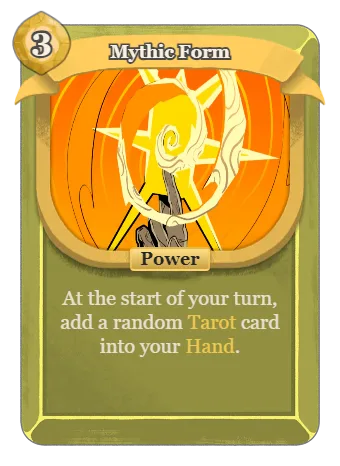 3
Mythic Form
Power
At the start of your turn,
add a random Tarot card
into your Hand.